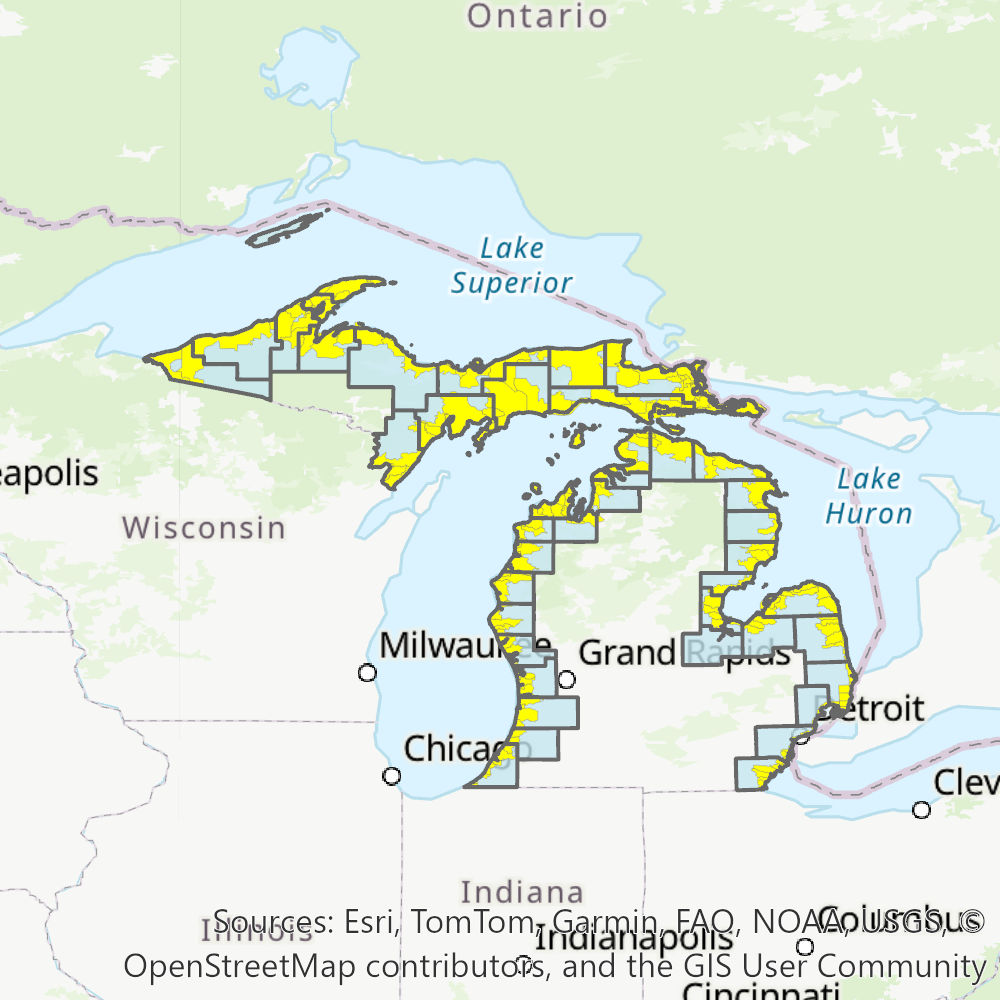 Ontario
Lake
Superior
eapolis
Lake
Huron
Wisconsin
Milwaukee
Grand Rapids
Detroit
Chicago
Clev
Indiana
Illinois
Columbus
Indianapolis
Cincinnati
Sources: Esri, TomTom, Garmin, FAO, NOAA, USGS, ©
OpenStreetMap contributors, and the GIS User Community